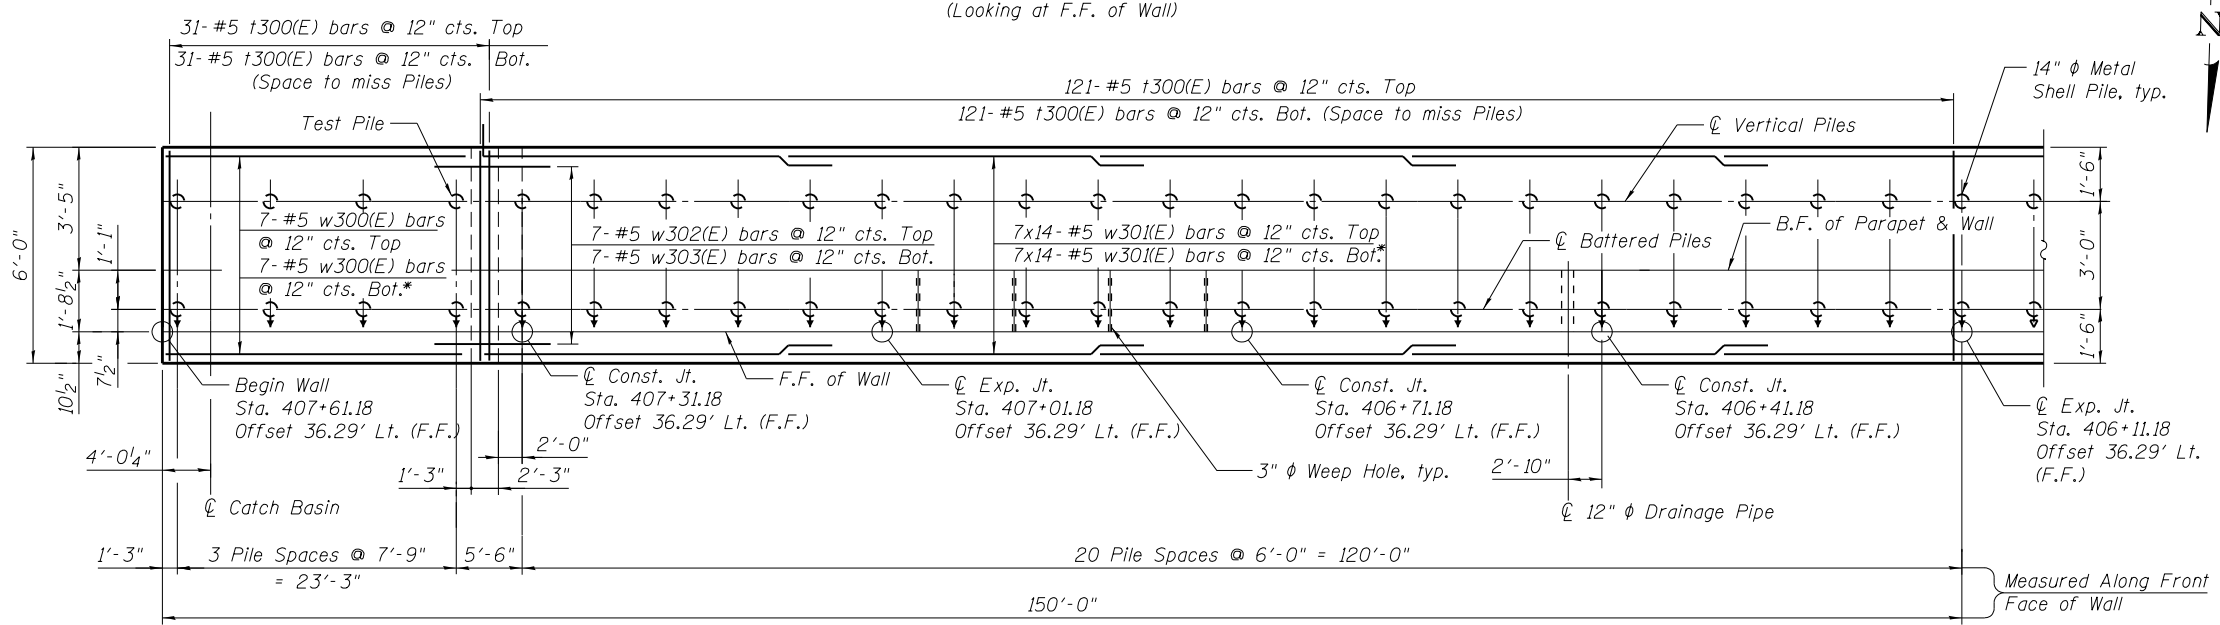 (Looking at F.F. of Wall)
N
31- #5 t300(E) bars @ 12" cts. Top
31- #5 t300(E) bars @ 12" cts. Bot.
(Space to miss Piles)
121- #5 t300(E) bars @ 12" cts. Top
121- #5 t300(E) bars @ 12" cts. Bot. (Space to miss Piles)
14" ϕ Metal
Shell Pile, typ.
Test Pile
℄ Vertical Piles
6'-0"
3'-5"
1'-1"
1'-8½"
7½"
10½"
7- #5 w300(E) bars
@ 12" cts. Top
7- #5 w300(E) bars
@ 12" cts. Bot.*
7- #5 w302(E) bars @ 12" cts. Top
7- #5 w303(E) bars @ 12" cts. Bot.
7x14- #5 w301(E) bars @ 12" cts. Top
7x14- #5 w301(E) bars @ 12" cts. Bot.*
℄ Battered Piles
B.F. of Parapet & Wall
1'-6"
3'-0"
1'-6"
Begin Wall
Sta. 407+61.18
Offset 36.29' Lt. (F.F.)
℄ Const. Jt.
Sta. 407+31.18
Offset 36.29' Lt. (F.F.)
F.F. of Wall
℄ Exp. Jt.
Sta. 407+01.18
Offset 36.29' Lt. (F.F.)
℄ Const. Jt.
Sta. 406+71.18
Offset 36.29' Lt. (F.F.)
℄ Const. Jt.
Sta. 406+41.18
Offset 36.29' Lt. (F.F.)
℄ Exp. Jt.
Sta. 406+11.18
Offset 36.29' Lt.
(F.F.)
4'-0¼"
2'-0"
1'-3"
2'-3"
3" ϕ Weep Hole, typ.
2'-10"
℄ Catch Basin
℄ 12" ϕ Drainage Pipe
1'-3"
3 Pile Spaces @ 7'-9"
= 23'-3"
5'-6"
20 Pile Spaces @ 6'-0" = 120'-0"
150'-0"
Measured Along Front
Face of Wall